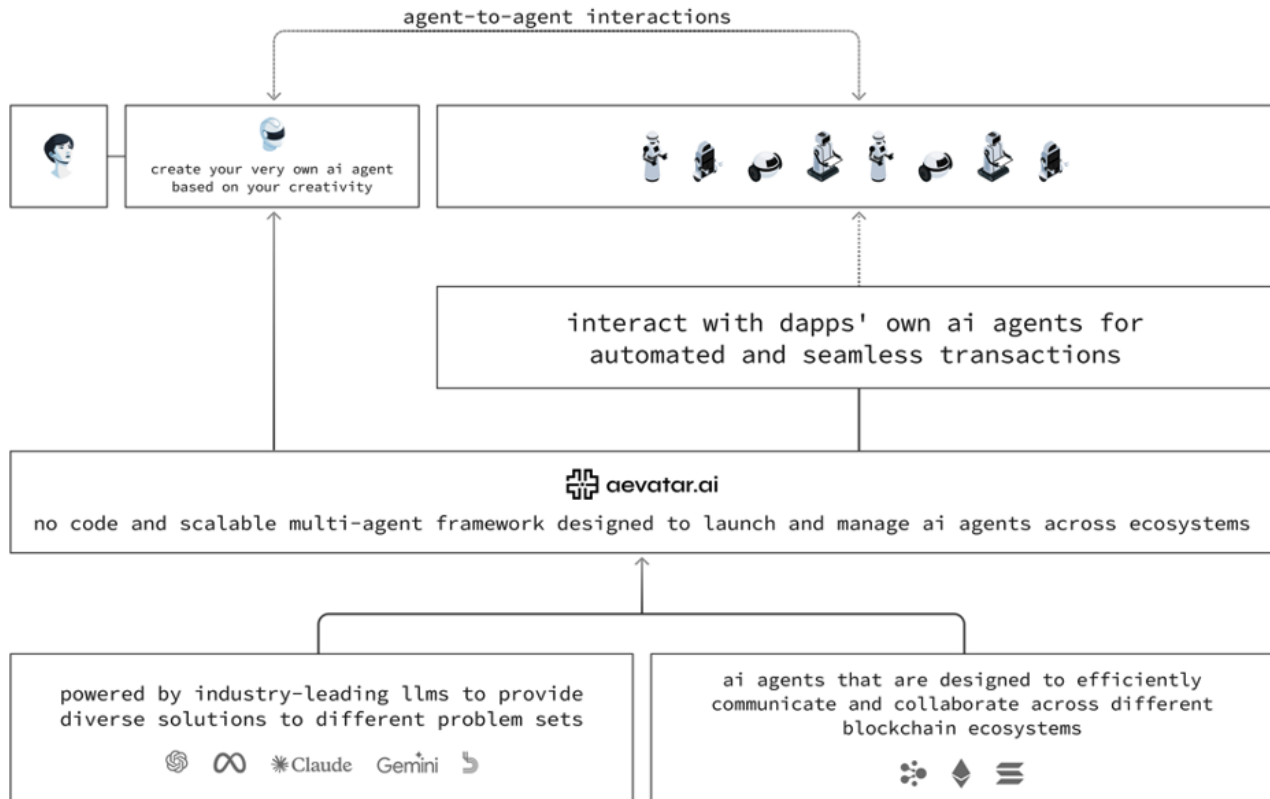 agent-to-agent interactions
create your very own ai agent
based on your creativity
interact with dapps' own ai agents for
automated and seamless transactions
aevatar.ai
no code and scalable multi-agent framework designed to launch and manage ai agents across ecosystems
powered by industry-leading llms to provide
diverse solutions to different problem sets
Claude Gemini
ai agents that are designed to efficiently
communicate and collaborate across different
blockchain ecosystems